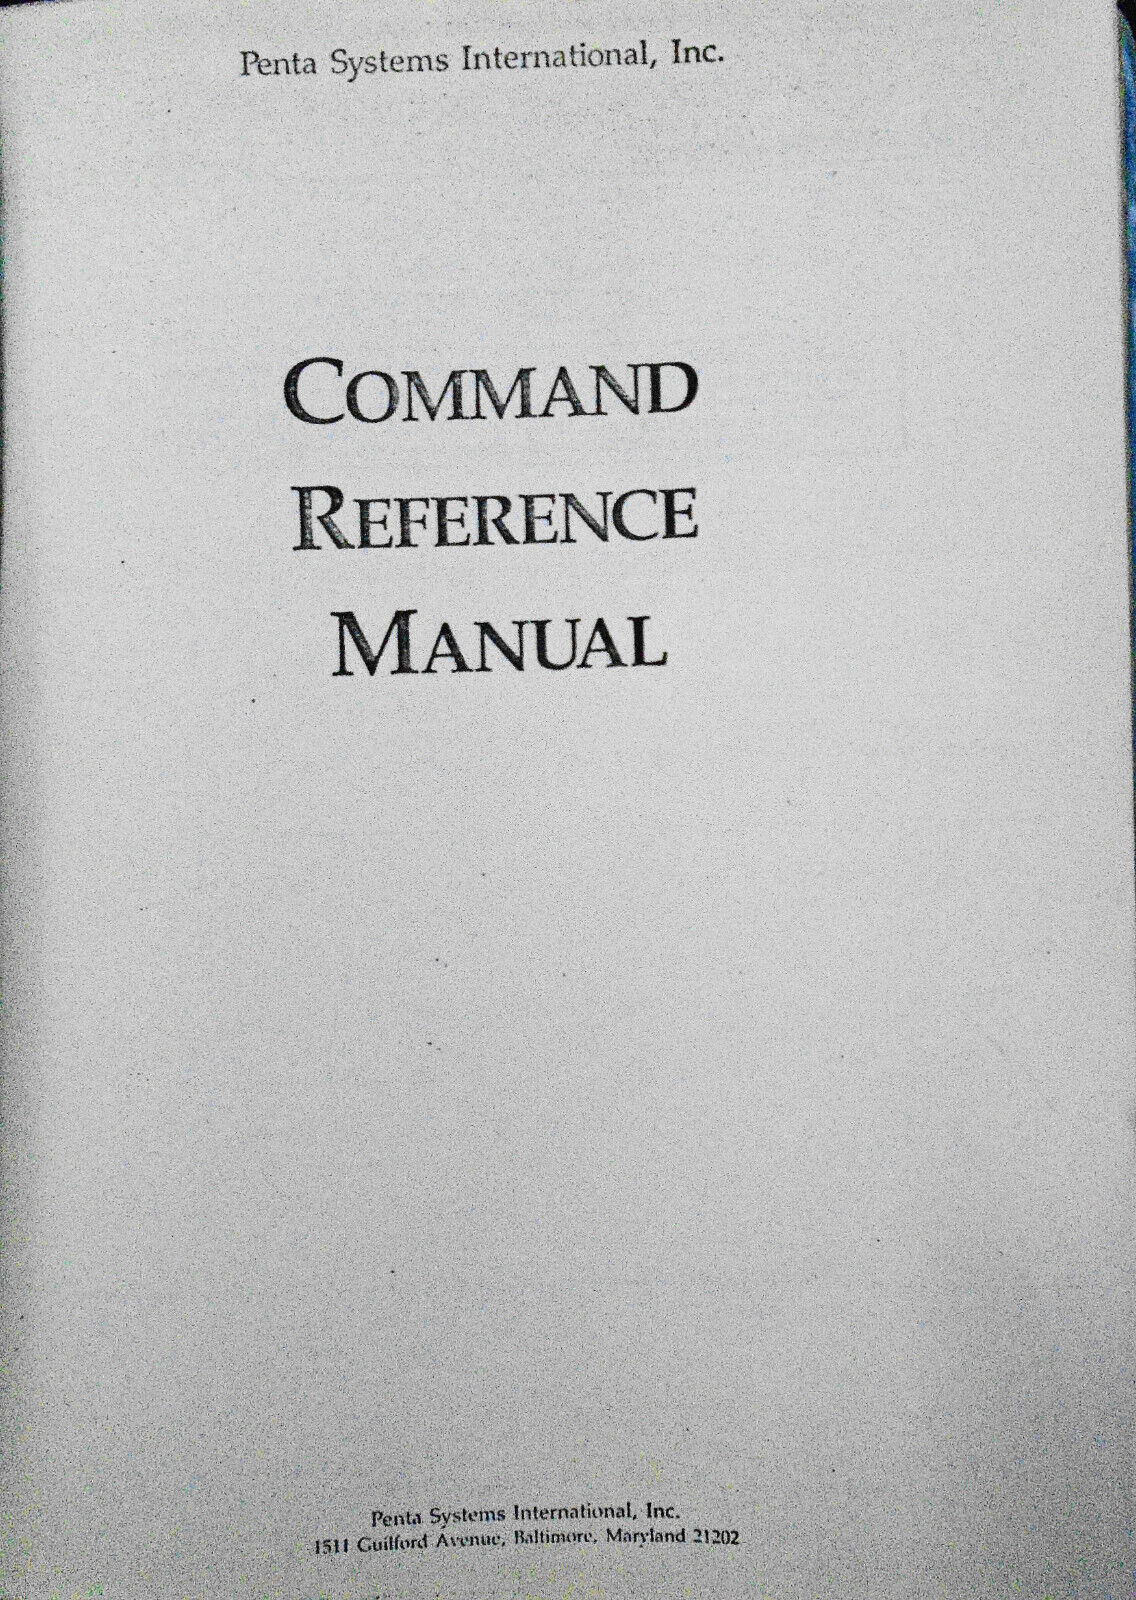 Penta Systems International, Inc.
COMMAND
REFERENCE
MANUAL
Penta Systems International, Inc.
1511 Guilford Avenue, Baltimore, Maryland 21202